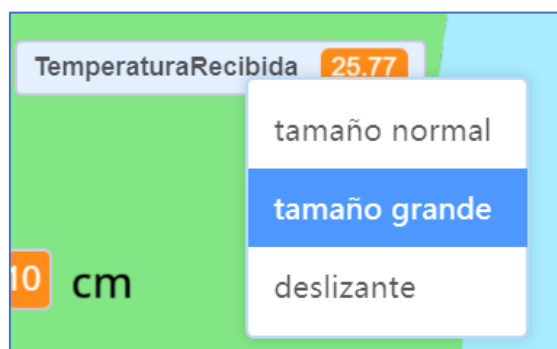 TemperaturaRecibida 25.77
tamaño normal
tamaño grande
10 cm
deslizante